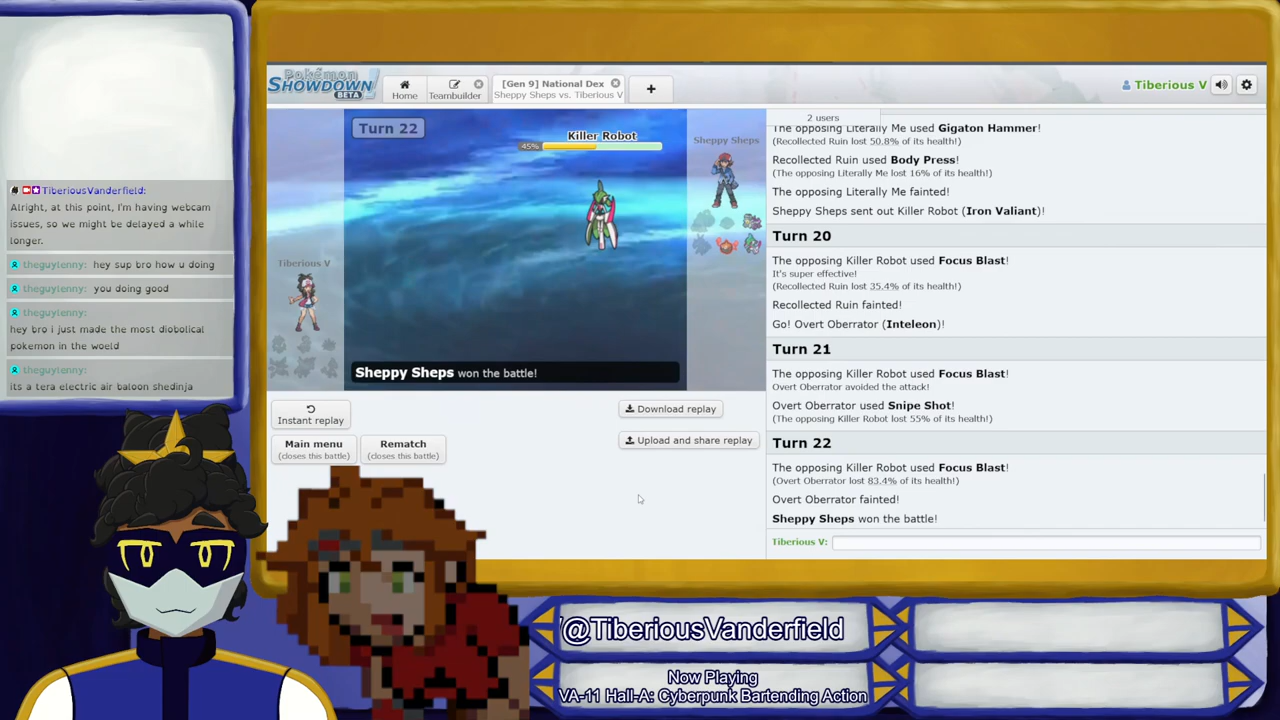 TiberiousVanderfield:
Alright, at this point, I'm having webcam
issues, so we might be delayed a while
longer.
theguylenny: hey sup bro how u doing
theguylenny: you doing good
theguylenny:
hey bro i just made the most diobolical
pokemon in the woeld
theguylenny:
its a tera electric air baloon shedinja
Pokémon
SHOWDOWN!
BETA
Home
Teambuilder
[Gen 9] National Dex
Sheppy Sheps vs. Tiberious V
+
Tiberious V
Turn 22
Killer Robot
45%
Sheppy Sheps
Tiberious V
Sheppy Sheps won the battle!
Instant replay
Download replay
Upload and share replay
Main menu
(closes this battle)
Rematch
(closes this battle)
2 users
The opposing Literally Me used Gigaton Hammer!
(Recollected Ruin lost 50.8% of its health!)
Recollected Ruin used Body Press!
(The opposing Literally Me lost 16% of its health!)
The opposing Literally Me fainted!
Sheppy Sheps sent out Killer Robot (Iron Valiant)!
Turn 20
The opposing Killer Robot used Focus Blast!
It's super effective!
(Recollected Ruin lost 35.4% of its health!)
Recollected Ruin fainted!
Go! Overt Oberrator (Inteleon)!
Turn 21
The opposing Killer Robot used Focus Blast!
Overt Oberrator avoided the attack!
Overt Oberrator used Snipe Shot!
(The opposing Killer Robot lost 55% of its health!)
Turn 22
The opposing Killer Robot used Focus Blast!
(Overt Oberrator lost 83.4% of its health!)
Overt Oberrator fainted!
Sheppy Sheps won the battle!
Tiberious V:
/@TiberiousVanderfield
Now Playing
VA-11 Hall-A: Cyberpunk Bartending Action